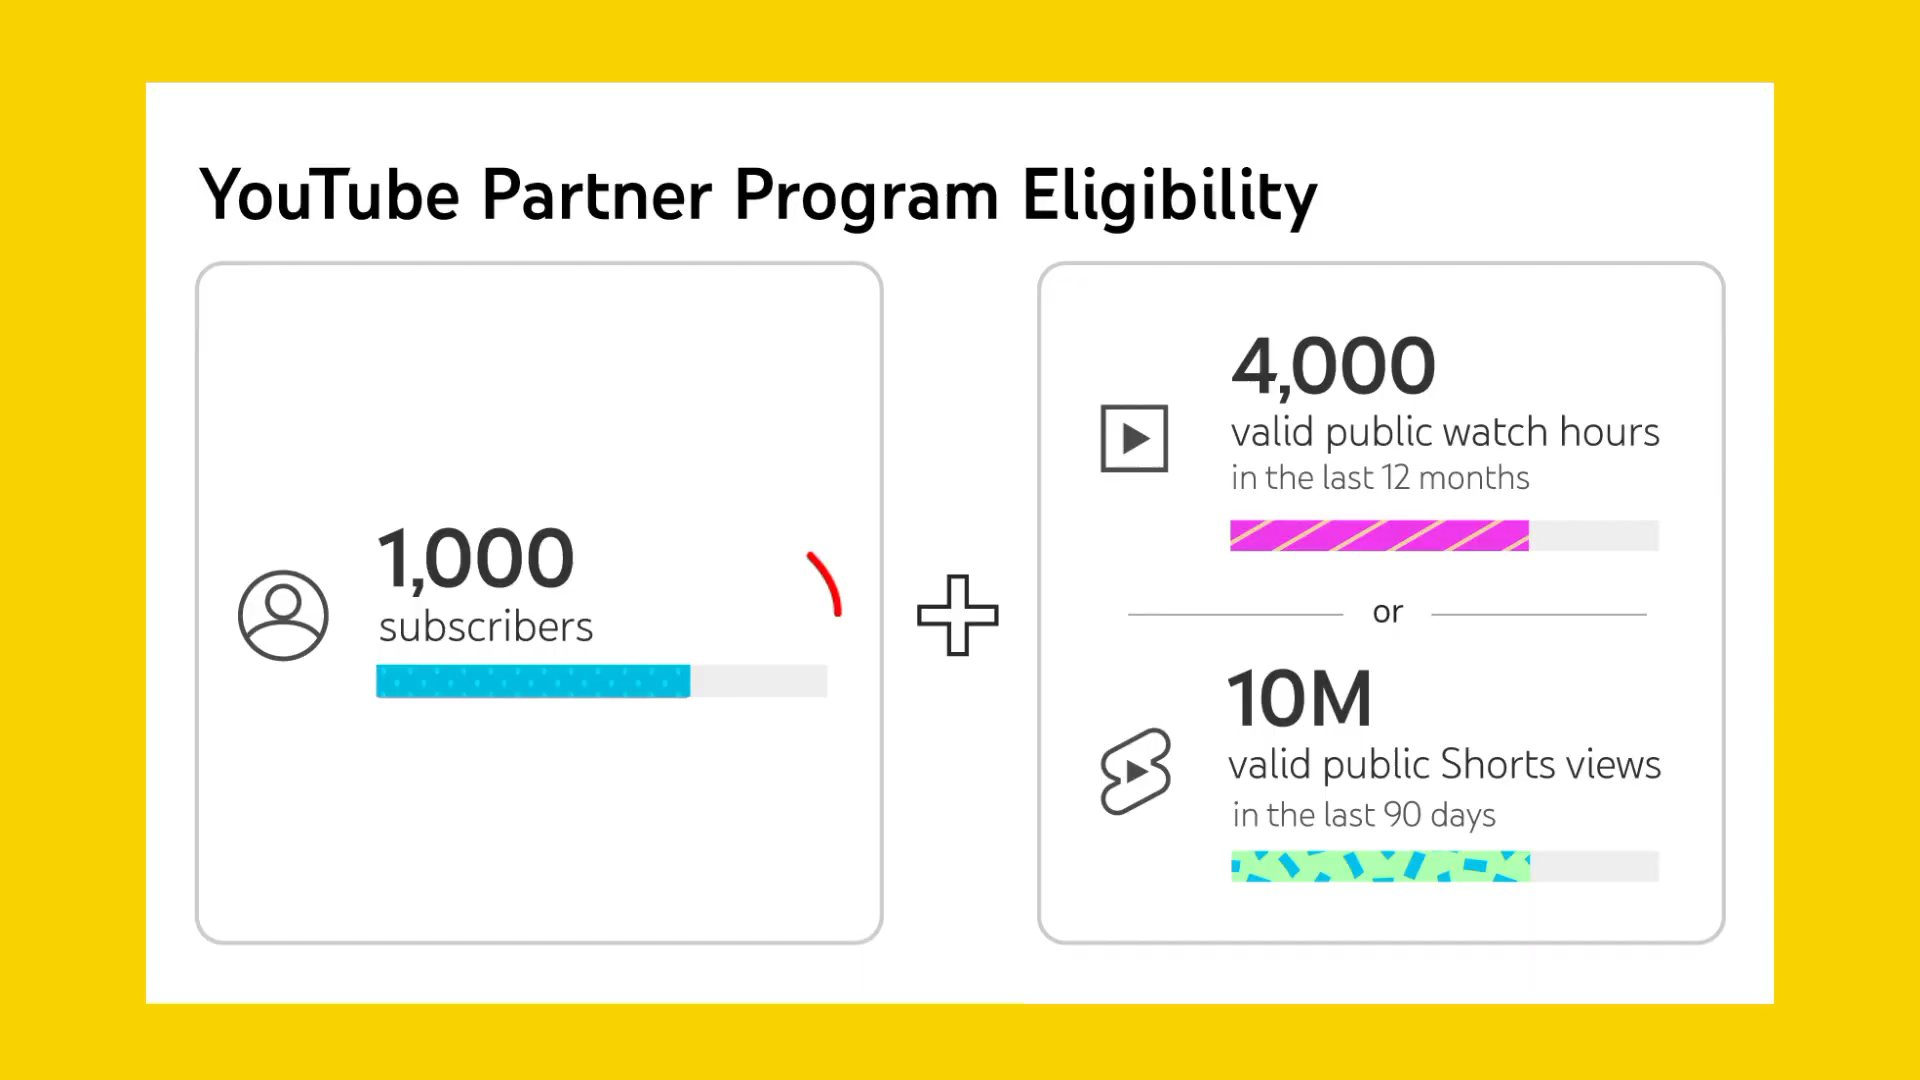 YouTube Partner Program Eligibility
1,000
subscribers
4,000
valid public watch hours
in the last 12 months
or
10M
valid public Shorts views
in the last 90 days